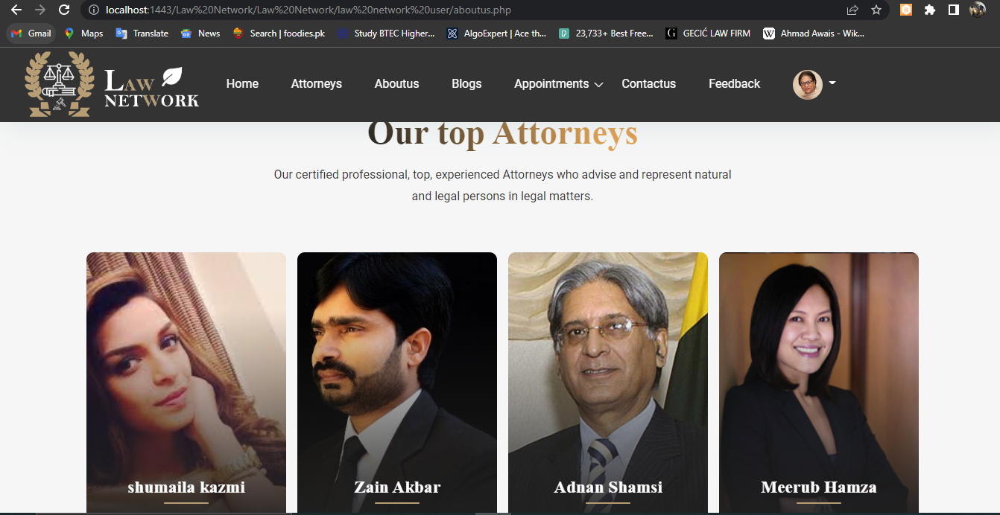 localhost:1443/Law%20Network/Law%20Network/law%20network%20user/aboutus.php
Gmail Maps Translate News Search | foodies.pk Study BTEC Higher... AlgoExpert | Ace th... 23,733+ Best Free... G GECIĆ LAW FIRM W Ahmad Awais - Wik...
LAW
NETWORK
Home Attorneys Aboutus Blogs Appointments Contactus Feedback
Our top Attorneys
Our certified professional, top, experienced Attorneys who advise and represent natural
and legal persons in legal matters.
shumaila kazmi Zain Akbar Adnan Shamsi Meerub Hamza